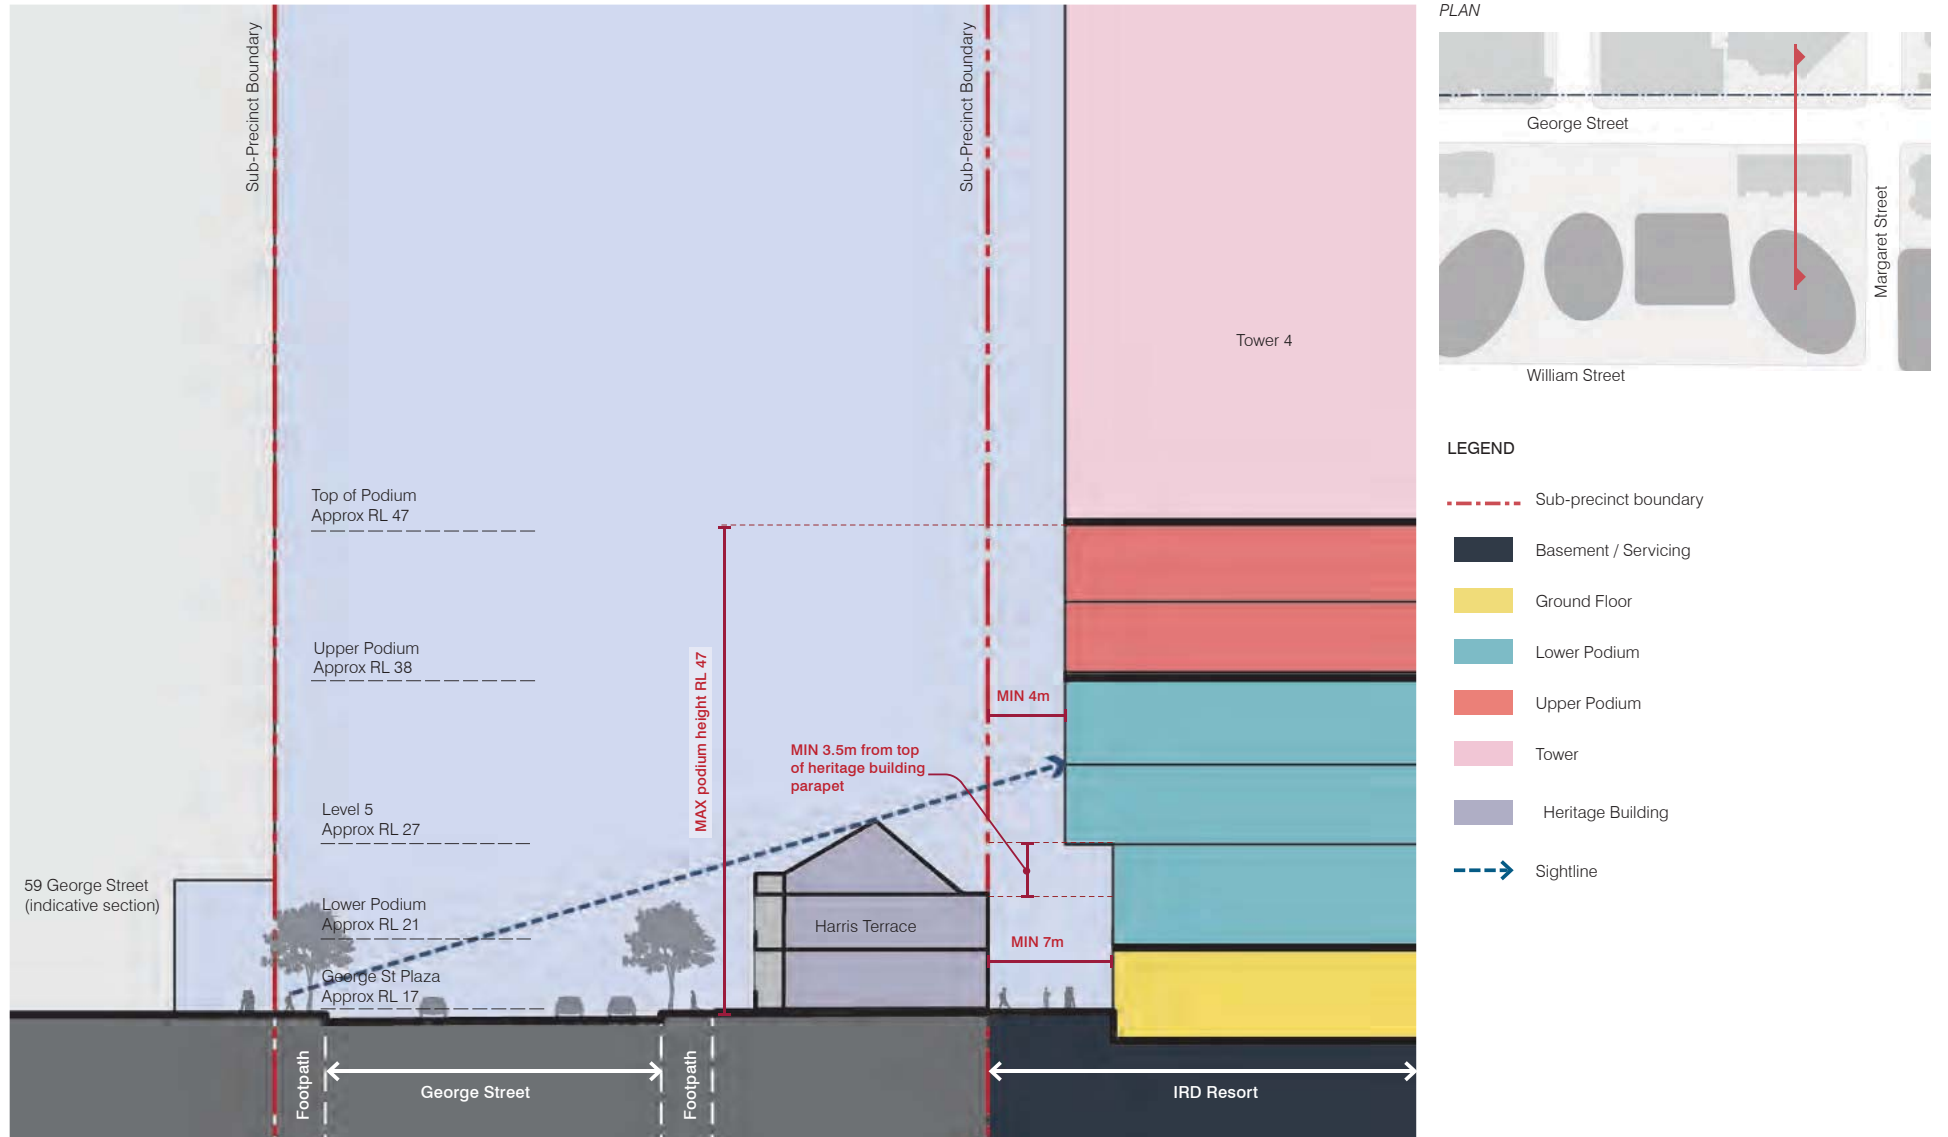 Sub-Precinct Boundary
Sub-Precinct Boundary
Tower 4
Top of Podium
Approx RL 47
Upper Podium
Approx RL 38
MAX podium height RL 47
MIN 4m
MIN 3.5m from top
of heritage building
parapet
Level 5
Approx RL 27
59 George Street
(indicative section)
Lower Podium
Approx RL 21
Harris Terrace
MIN 7m
George St Plaza
Approx RL 17
Footpath
George Street
Footpath
IRD Resort
PLAN
George Street
Margaret Street
William Street
LEGEND
Sub-precinct boundary
Basement / Servicing
Ground Floor
Lower Podium
Upper Podium
Tower
Heritage Building
Sightline